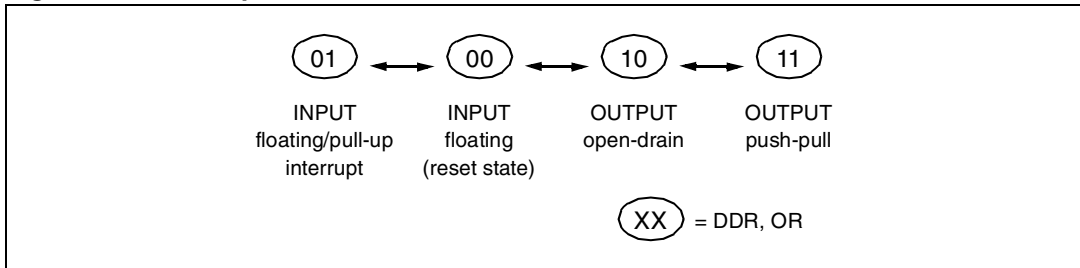 01 00 10 11
INPUT INPUT OUTPUT OUTPUT
floating/pull-up floating open-drain push-pull
interrupt (reset state)
XX = DDR, OR